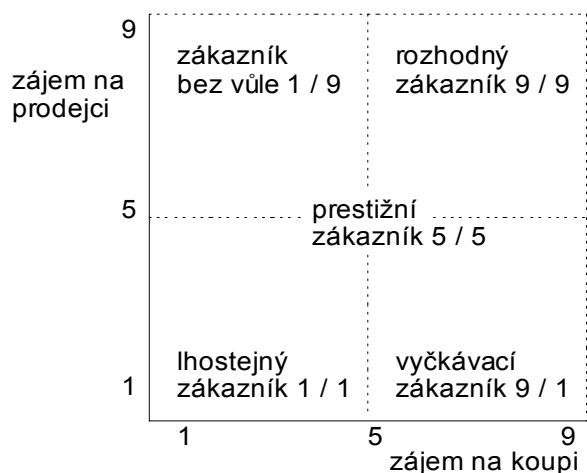 9
zájem na
prodejci
zákazník
bez vůle 1 / 9
rozhodný
zákazník 9 / 9
5
prestižní
zákazník 5 / 5
1
lhostejný
zákazník 1 / 1
vyčkávací
zákazník 9 / 1
1 5 9
zájem na koupi